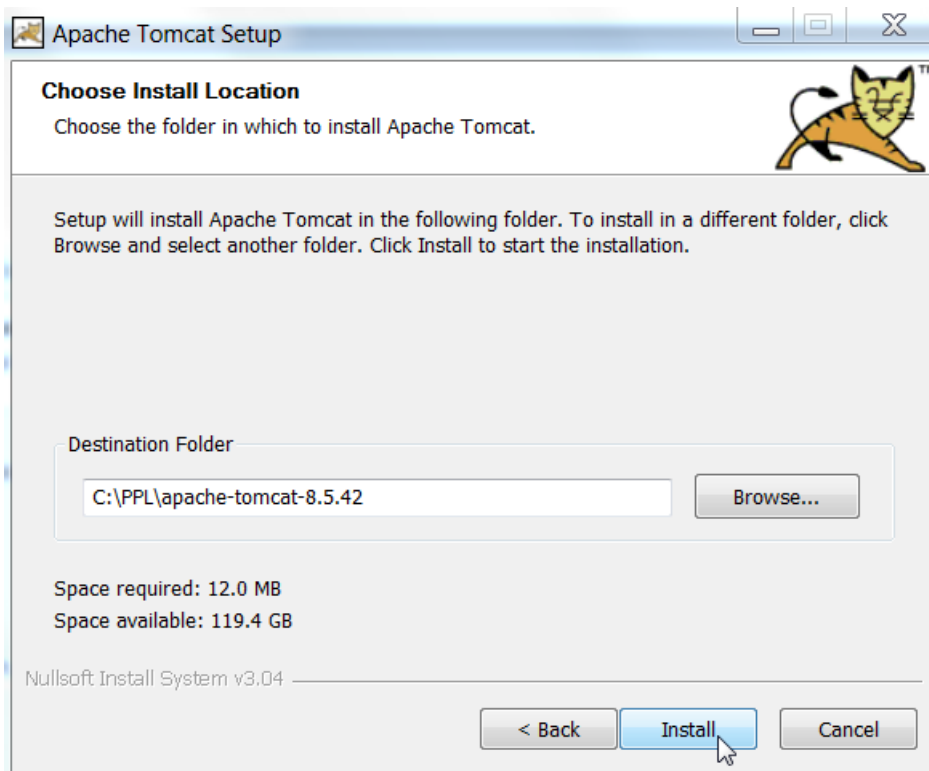 Apache Tomcat Setup
Choose Install Location
Choose the folder in which to install Apache Tomcat.
TM
Setup will install Apache Tomcat in the following folder. To install in a different folder, click
Browse and select another folder. Click Install to start the installation.
Destination Folder
C:\PPL\apache-tomcat-8.5.42
Browse...
Space required: 12.0 MB
Space available: 119.4 GB
Nullsoft Install System v3.04
< Back
Install
Cancel